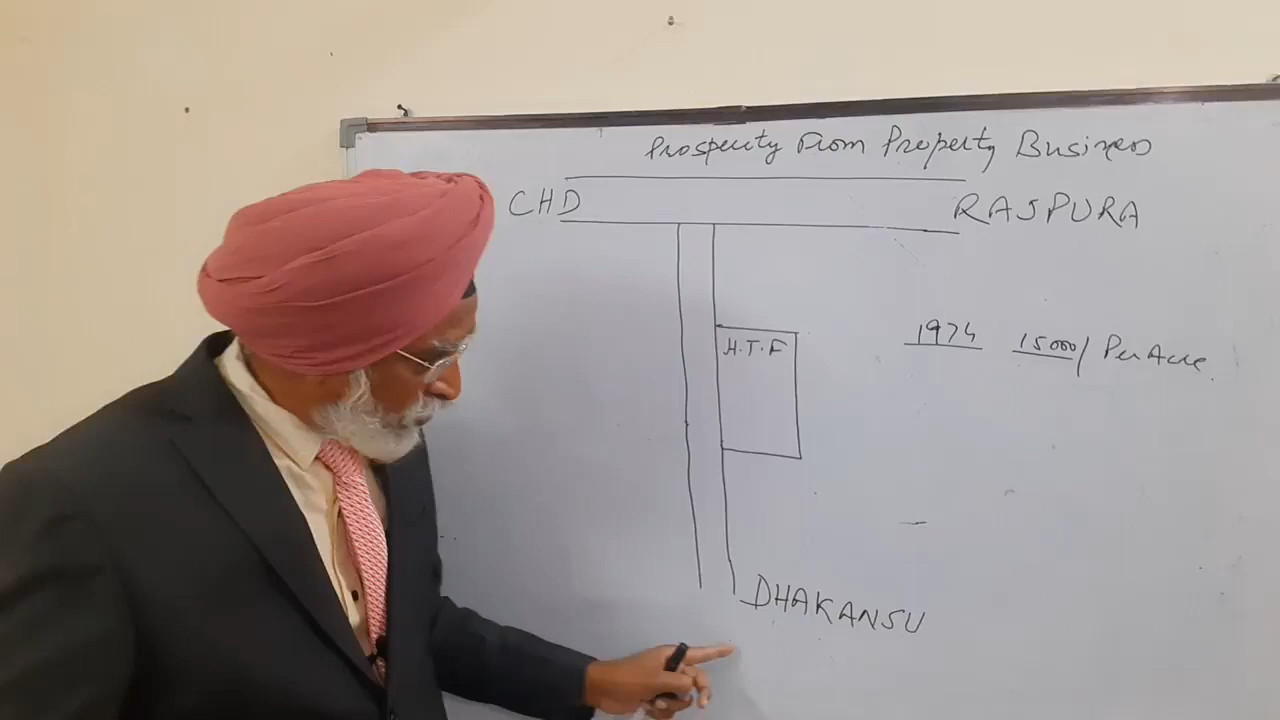 Prosperity From Property Business
CHD
RAJPURA
H.T.F
1974 15000/ Per Acre.
DHAKANSU